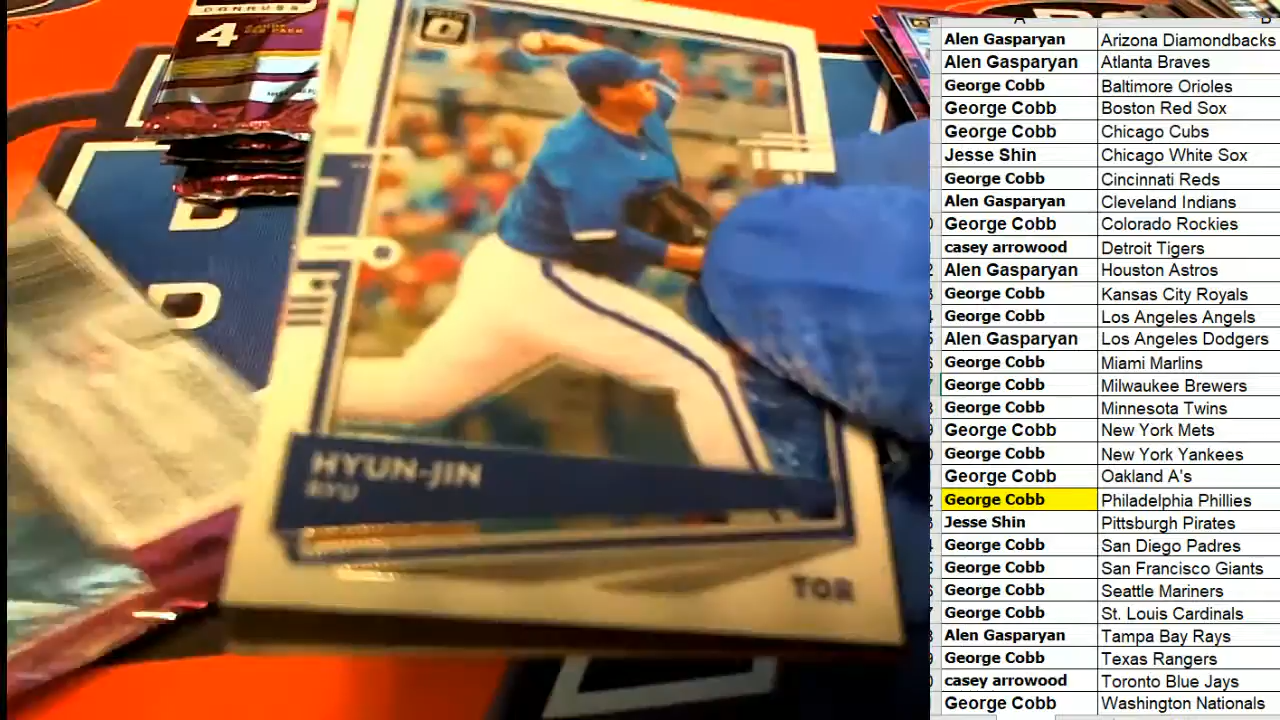 DONRUSS
4
HYUN-JIN
RYU
TOR
A
B
Alen Gasparyan Arizona Diamondbacks
Alen Gasparyan Atlanta Braves
George Cobb Baltimore Orioles
George Cobb Boston Red Sox
George Cobb Chicago Cubs
Jesse Shin Chicago White Sox
George Cobb Cincinnati Reds
Alen Gasparyan Cleveland Indians
George Cobb Colorado Rockies
casey arrowood Detroit Tigers
Alen Gasparyan Houston Astros
George Cobb Kansas City Royals
George Cobb Los Angeles Angels
Alen Gasparyan Los Angeles Dodgers
George Cobb Miami Marlins
George Cobb Milwaukee Brewers
George Cobb Minnesota Twins
George Cobb New York Mets
George Cobb New York Yankees
George Cobb Oakland A's
George Cobb Philadelphia Phillies
Jesse Shin Pittsburgh Pirates
George Cobb San Diego Padres
George Cobb San Francisco Giants
George Cobb Seattle Mariners
George Cobb St. Louis Cardinals
Alen Gasparyan Tampa Bay Rays
George Cobb Texas Rangers
casey arrowood Toronto Blue Jays
George Cobb Washington Nationals